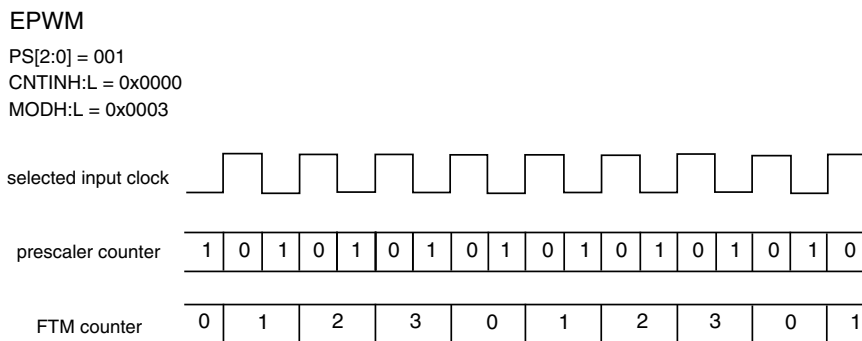 EPWM
PS[2:0] = 001
CNTINH:L = 0x0000
MODH:L = 0x0003
selected input clock
prescaler counter 1 0 1 0 1 0 1 0 1 0 1 0 1 0 1 0 1 0
FTM counter 0 1 2 3 0 1 2 3 0 1